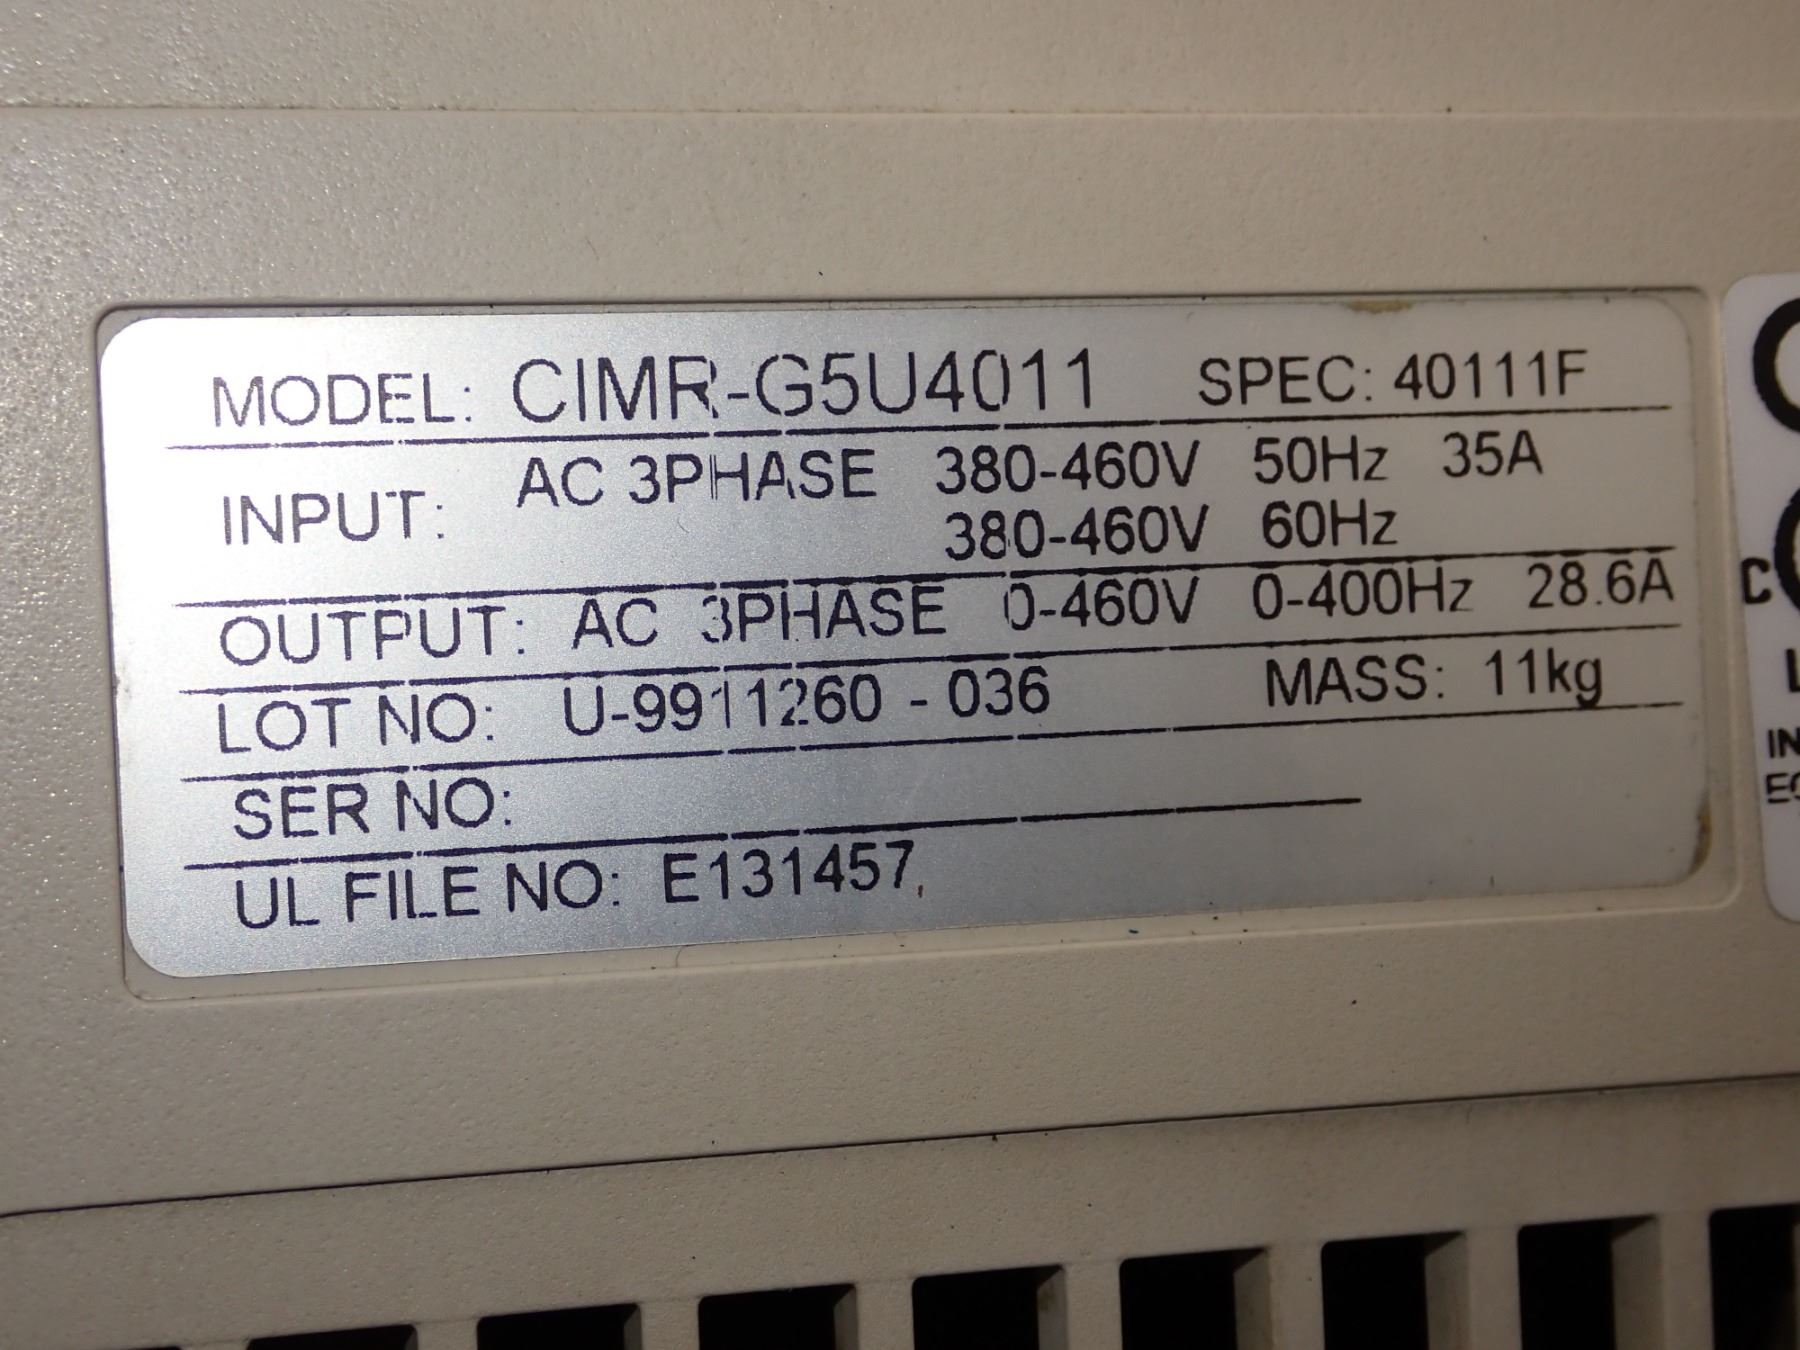 MODEL: CIMR-G5U4011 SPEC: 40111F
INPUT: AC 3PHASE 380-460V 50Hz 35A
380-460V 60Hz
OUTPUT: AC 3PHASE 0-460V 0-400Hz 28.6A
LOT NO: U-9911260 - 036 MASS: 11kg
SER NO:
UL FILE NO: E131457
C